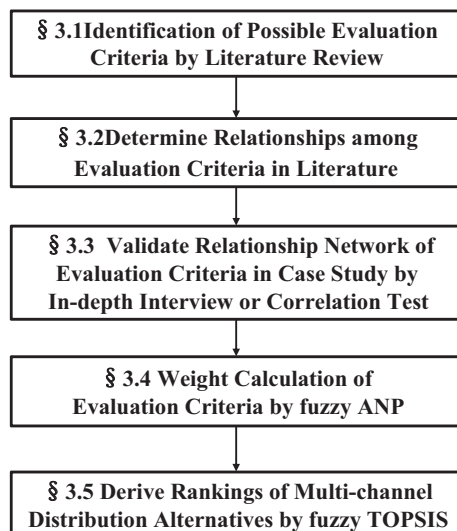 § 3.1Identification of Possible Evaluation
Criteria by Literature Review
§ 3.2Determine Relationships among
Evaluation Criteria in Literature
§ 3.3 Validate Relationship Network of
Evaluation Criteria in Case Study by
In-depth Interview or Correlation Test
§ 3.4 Weight Calculation of
Evaluation Criteria by fuzzy ANP
§ 3.5 Derive Rankings of Multi-channel
Distribution Alternatives by fuzzy TOPSIS